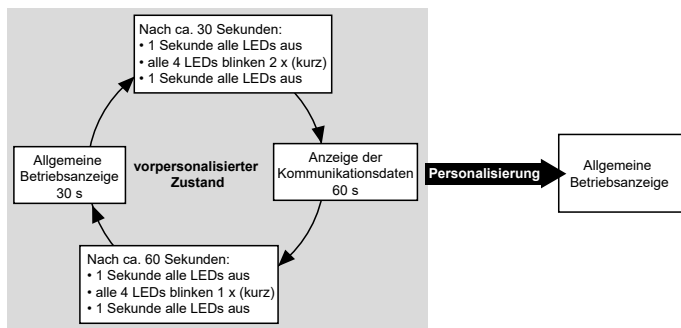 Nach ca. 30 Sekunden:
• 1 Sekunde alle LEDs aus
• alle 4 LEDs blinken 2 x (kurz)
• 1 Sekunde alle LEDs aus
Allgemeine
Betriebsanzeige
30 s
vorpersonalisierter
Zustand
Anzeige der
Kommunikationsdaten
60 s
Personalisierung
Allgemeine
Betriebsanzeige
Nach ca. 60 Sekunden:
• 1 Sekunde alle LEDs aus
• alle 4 LEDs blinken 1 x (kurz)
• 1 Sekunde alle LEDs aus